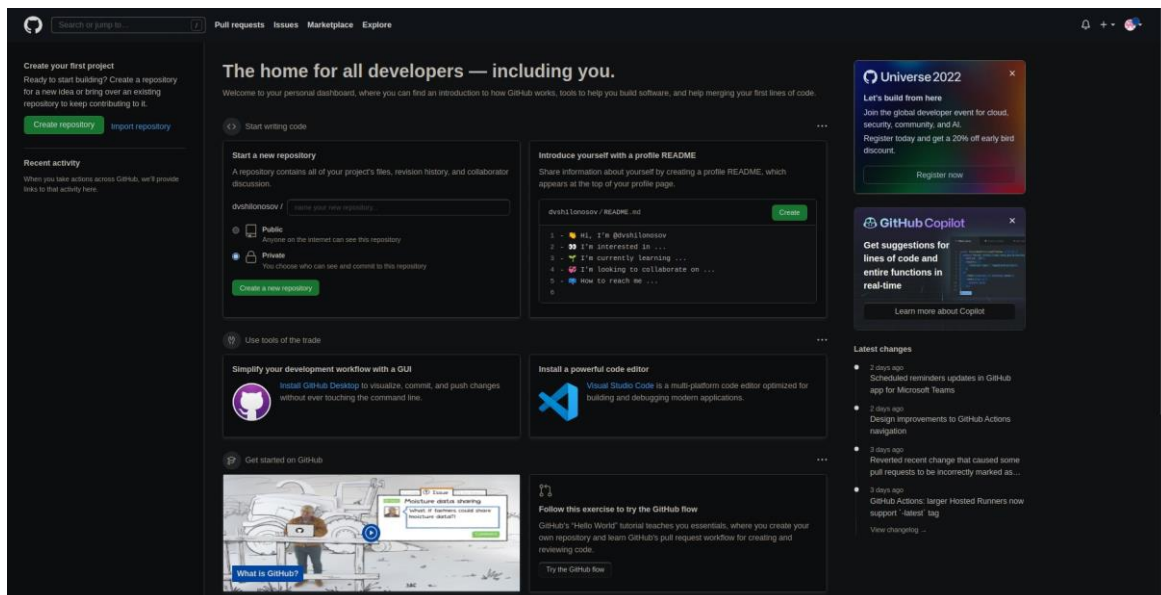 Search or jump to...
/
Pull requests Issues Marketplace Explore
Create your first project
Ready to start building? Create a repository
for a new idea or bring over an existing
repository to keep contributing to it.
Create repository
Import repository
Recent activity
When you take actions across GitHub, we'll provide
links to that activity here.
The home for all developers — including you.
Welcome to your personal dashboard, where you can find an introduction to how GitHub works, tools to help you build software, and help merging your first lines of code.
Start writing code
Start a new repository
A repository contains all of your project's files, revision history, and collaborator
discussion.
dvshilonosov /
name your new repository...
Public
Anyone on the internet can see this repository
Private
You choose who can see and commit to this repository
Create a new repository
Introduce yourself with a profile README
Share information about yourself by creating a profile README, which
appears at the top of your profile page.
dvshilonosov/README.md
Create
1 - 👋 Hi, I'm @dvshilonosov
2 - 👀 I'm interested in ...
3 - 🌱 I'm currently learning ...
4 - 💞️ I'm looking to collaborate on ...
5 - 📫 How to reach me ...
6
Use tools of the trade
Simplify your development workflow with a GUI
Install GitHub Desktop to visualize, commit, and push changes
without ever touching the command line.
Install a powerful code editor
Visual Studio Code is a multi-platform code editor optimized for
building and debugging modern applications.
Get started on GitHub
Issue
Moisture data sharing
What if farmers could share
moisture data?!
What is GitHub?
Follow this exercise to try the GitHub flow
GitHub's "Hello World" tutorial teaches you essentials, where you create your
own repository and learn GitHub's pull request workflow for creating and
reviewing code.
Try the GitHub flow
Universe 2022
Let's build from here
Join the global developer event for cloud,
security, community, and AI.
Register today and get a 20% off early bird
discount.
Register now
GitHub Copilot
Get suggestions for
lines of code and
entire functions in
real-time
Learn more about Copilot
Latest changes
2 days ago
Scheduled reminders updates in GitHub
app for Microsoft Teams
2 days ago
Design improvements to GitHub Actions
navigation
3 days ago
Reverted recent change that caused some
pull requests to be incorrectly marked as...
3 days ago
GitHub Actions: larger Hosted Runners now
support `-latest` tag
View changelog →